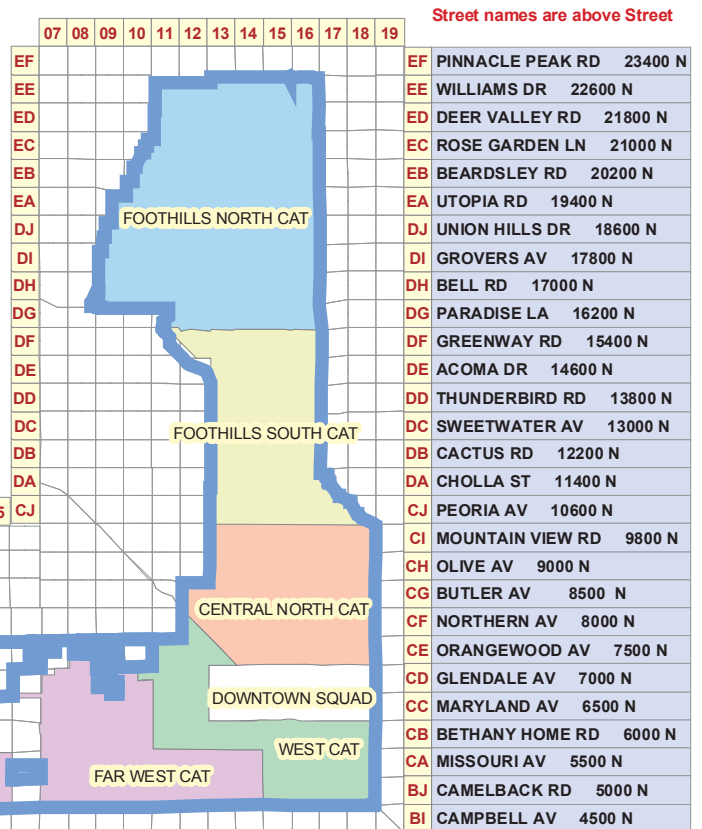 Street names are above Street
07 08 09 10 11 12 13 14 15 16 17 18 19
EF EF PINNACLE PEAK RD 23400 N
EE EE WILLIAMS DR 22600 N
ED ED DEER VALLEY RD 21800 N
EC EC ROSE GARDEN LN 21000 N
EB EB BEARDSLEY RD 20200 N
EA EA UTOPIA RD 19400 N
FOOTHILLS NORTH CAT
DJ DJ UNION HILLS DR 18600 N
DI DI GROVERS AV 17800 N
DH DH BELL RD 17000 N
DG DG PARADISE LA 16200 N
DF DF GREENWAY RD 15400 N
DE DE ACOMA DR 14600 N
DD DD THUNDERBIRD RD 13800 N
DC DC SWEETWATER AV 13000 N
FOOTHILLS SOUTH CAT
DB DB CACTUS RD 12200 N
DA DA CHOLLA ST 11400 N
5 CJ CJ PEORIA AV 10600 N
CI MOUNTAIN VIEW RD 9800 N
CH OLIVE AV 9000 N
CG BUTLER AV 8500 N
CENTRAL NORTH CAT
CF NORTHERN AV 8000 N
CE ORANGEWOOD AV 7500 N
CD GLENDALE AV 7000 N
DOWNTOWN SQUAD
CC MARYLAND AV 6500 N
CB BETHANY HOME RD 6000 N
WEST CAT
CA MISSOURI AV 5500 N
FAR WEST CAT
BJ CAMELBACK RD 5000 N
BI CAMPBELL AV 4500 N